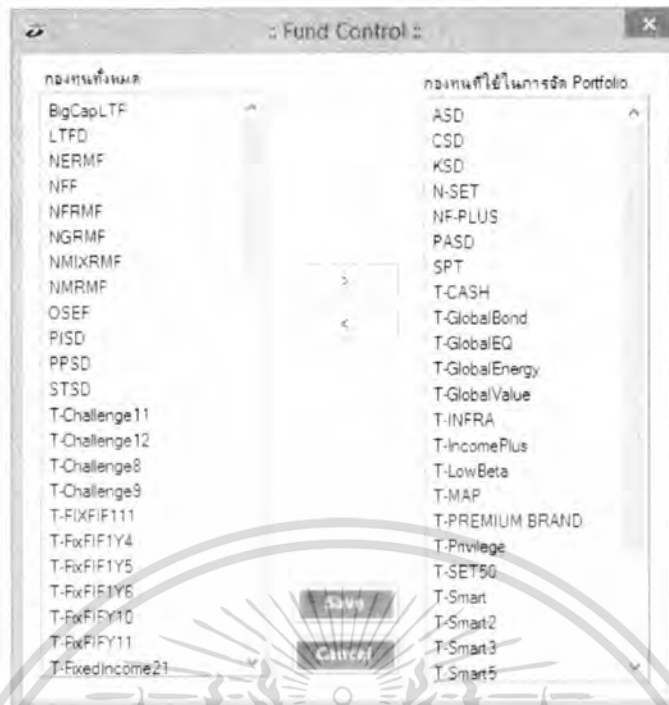 :: Fund Control ::
กองทุนทั้งหมด
BigCapLTF
LTFD
NERMF
NFF
NFRMF
NGRMF
NMIXRMF
NMRMF
OSEF
PISD
PPSD
STSD
T-Challenge11
T-Challenge12
T-Challenge8
T-Challenge9
T-FIXFIF111
T-FixFIF1Y4
T-FixFIF1Y5
T-FixFIF1Y6
T-FixFIFY10
T-FixFIFY11
T-FixedIncome21
>
<
Save
Cancel
กองทุนที่ใช้ในการจัด Portfolio
ASD
CSD
KSD
N-SET
NF-PLUS
PASD
SPT
T-CASH
T-GlobalBond
T-GlobalEQ
T-GlobalEnergy
T-GlobalValue
T-INFRA
T-IncomePlus
T-LowBeta
T-MAP
T-PREMIUM BRAND
T-Privilege
T-SET50
T-Smart
T-Smart2
T-Smart3
T-Smart5